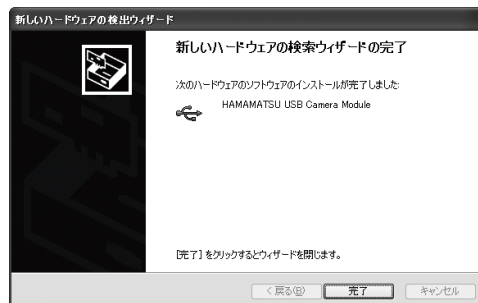 新しいハードウェアの検出ウィザード
新しいハードウェアの検索ウィザードの完了
次のハードウェアのソフトウェアのインストールが完了しました:
HAMAMATSU USB Camera Module
[完了] をクリックするとウィザードを閉じます。
< 戻る(B)
完了
キャンセル